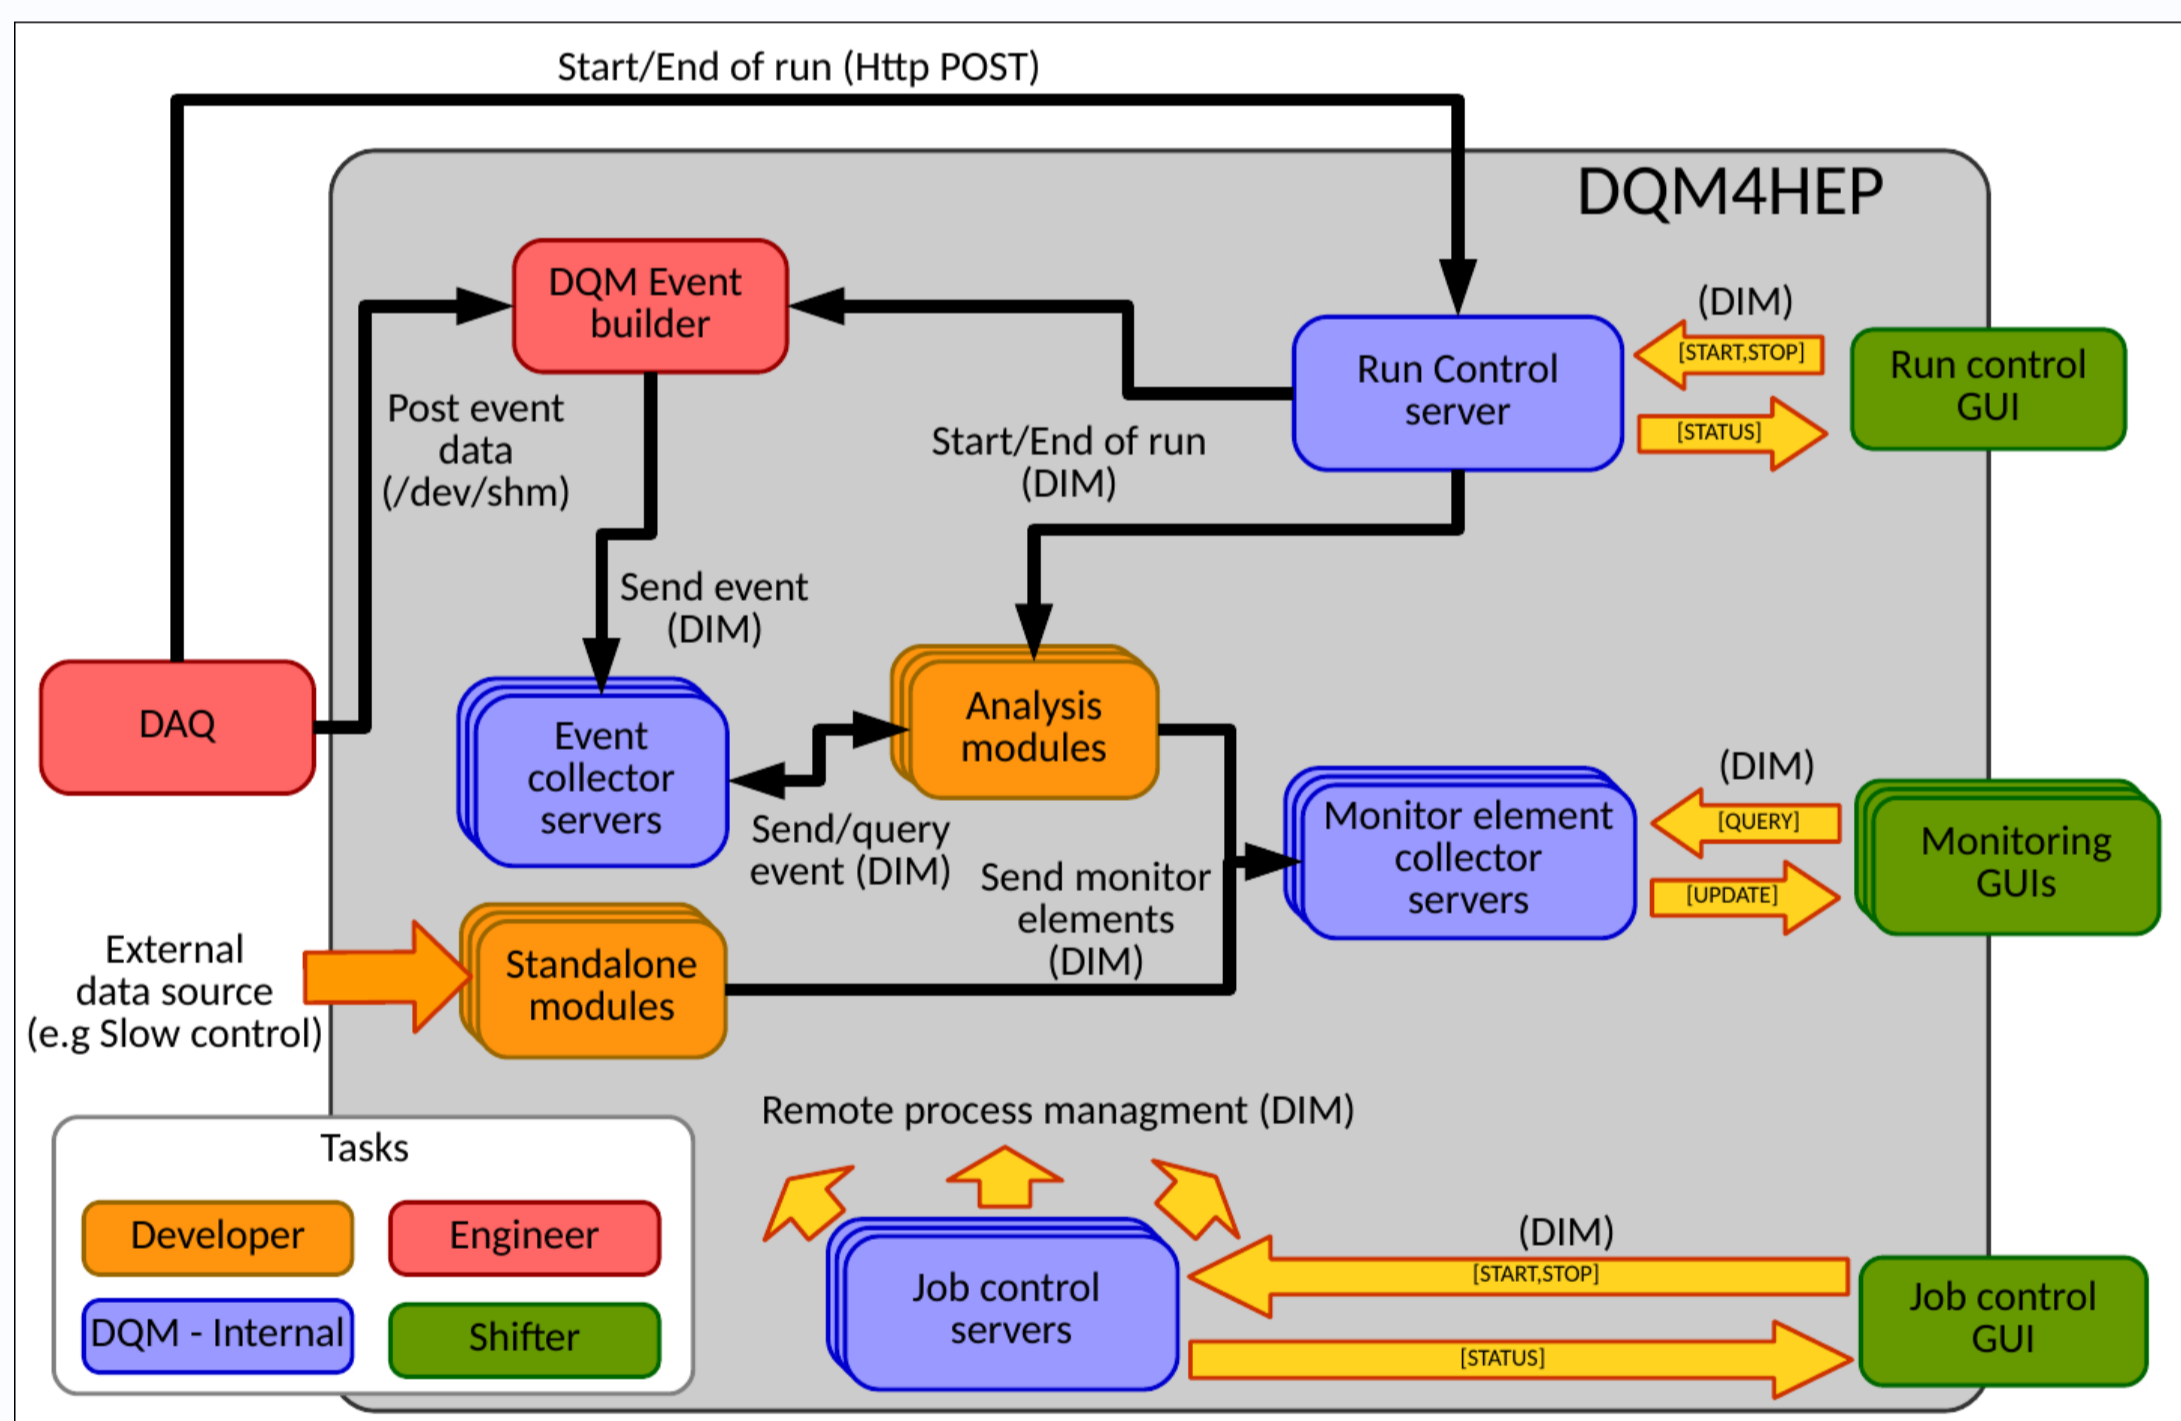 Start/End of run (Http POST)
DQM4HEP
DQM Event
builder
(DIM)
[START,STOP]
Run Control
server
Run control
GUI
[STATUS]
Post event
data
(/dev/shm)
Start/End of run
(DIM)
Send event
(DIM)
DAQ
Event
collector
servers
Analysis
modules
(DIM)
Monitor element
collector
servers
[QUERY]
[UPDATE]
Monitoring
GUIs
Send/query
event (DIM)
Send monitor
elements
(DIM)
External
data source
(e.g Slow control)
Standalone
modules
Remote process managment (DIM)
Tasks
Developer
Engineer
DQM - Internal
Shifter
Job control
servers
(DIM)
[START,STOP]
[STATUS]
Job control
GUI